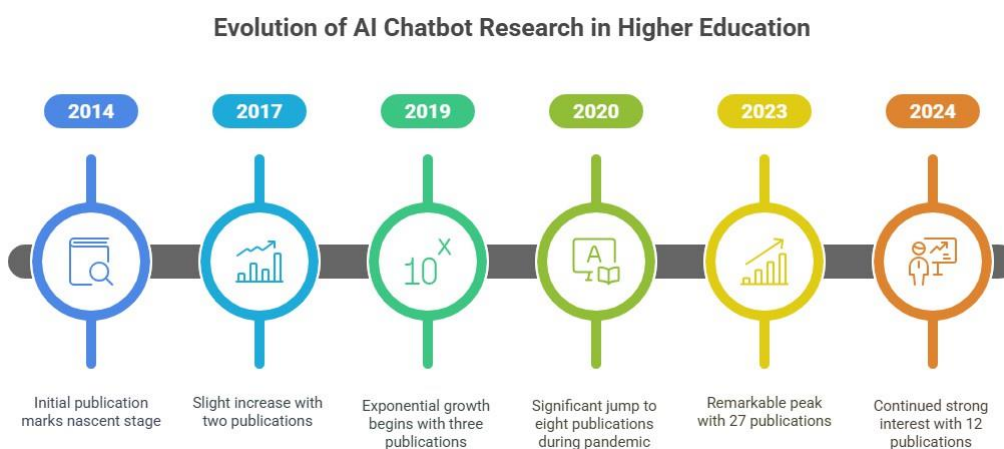 Evolution of AI Chatbot Research in Higher Education
2014
2017
2019
2020
2023
2024
10^x
A
Initial publication
marks nascent stage
Slight increase with
two publications
Exponential growth
begins with three
publications
Significant jump to
eight publications
during pandemic
Remarkable peak
with 27 publications
Continued strong
interest with 12
publications